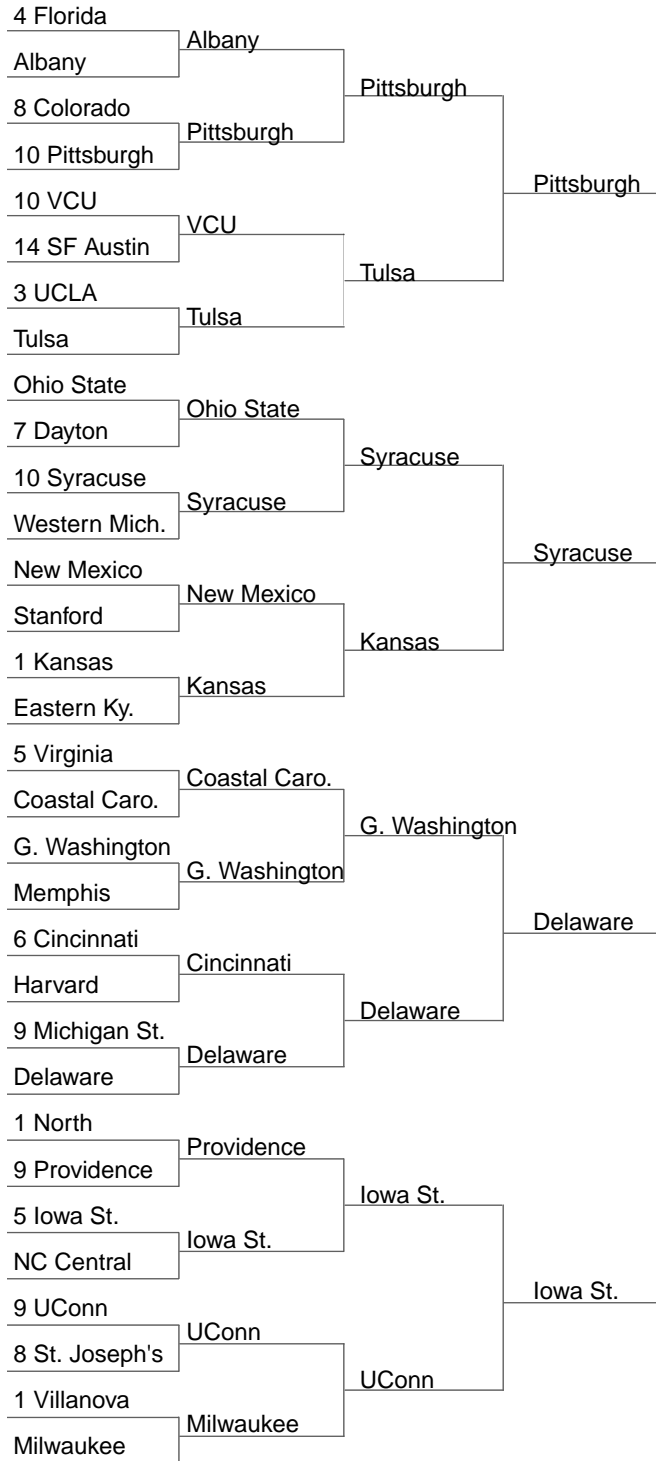 4 Florida
Albany
8 Colorado
10 Pittsburgh
10 VCU
14 SF Austin
3 UCLA
Tulsa
Ohio State
7 Dayton
10 Syracuse
Western Mich.
New Mexico
Stanford
1 Kansas
Eastern Ky.
5 Virginia
Coastal Caro.
G. Washington
Memphis
6 Cincinnati
Harvard
9 Michigan St.
Delaware
1 North
9 Providence
5 Iowa St.
NC Central
9 UConn
8 St. Joseph's
1 Villanova
Milwaukee
Albany
Pittsburgh
VCU
Tulsa
Ohio State
Syracuse
New Mexico
Kansas
Coastal Caro.
G. Washington
Cincinnati
Delaware
Providence
Iowa St.
UConn
Milwaukee
Pittsburgh
Tulsa
Syracuse
Kansas
G. Washington
Delaware
Iowa St.
UConn
Pittsburgh
Syracuse
Delaware
Iowa St.